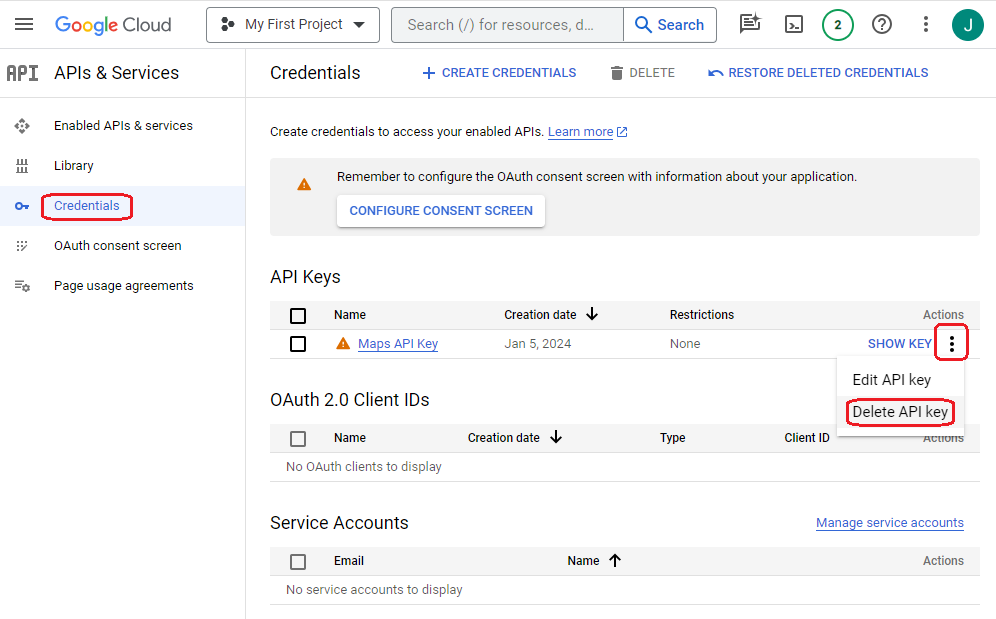 Google Cloud
My First Project
Search (/) for resources, d...
Search
2
J
API APIs & Services
Credentials
CREATE CREDENTIALS
DELETE
RESTORE DELETED CREDENTIALS
Enabled APIs & services
Library
Credentials
OAuth consent screen
Page usage agreements
Create credentials to access your enabled APIs. Learn more
Remember to configure the OAuth consent screen with information about your application.
CONFIGURE CONSENT SCREEN
API Keys
Name Creation date Restrictions Actions
Maps API Key Jan 5, 2024 None SHOW KEY
Edit API key
Delete API key
OAuth 2.0 Client IDs
Name Creation date Type Client ID Actions
No OAuth clients to display
Service Accounts Manage service accounts
Email Name Actions
No service accounts to display